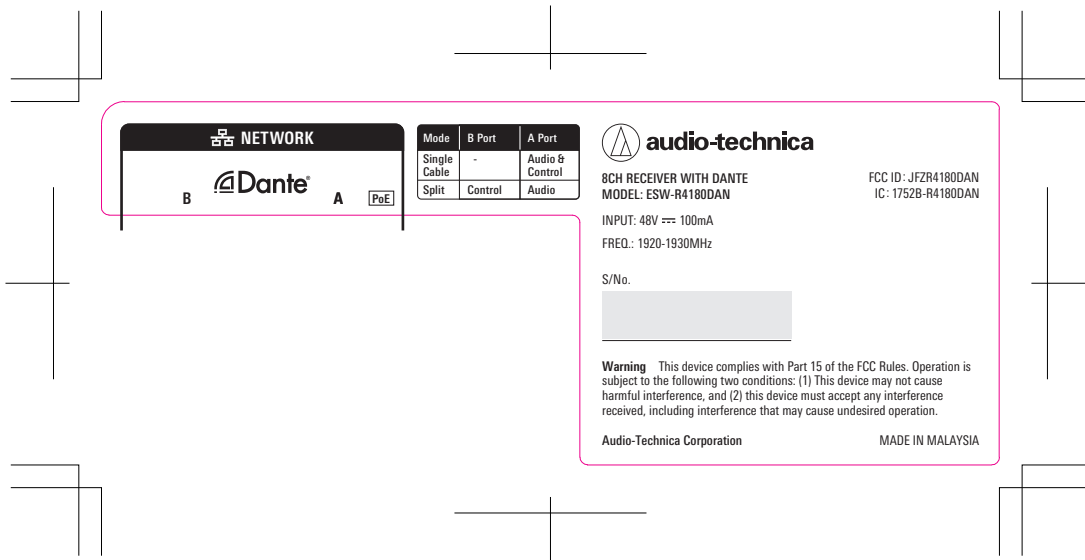 NETWORK
Dante®
B
A
PoE
Mode B Port A Port
Single Cable - Audio & Control
Split Control Audio
audio-technica
8CH RECEIVER WITH DANTE
MODEL: ESW-R4180DAN
FCC ID: JFZR4180DAN
IC: 1752B-R4180DAN
INPUT: 48V ⎓ 100mA
FREQ.: 1920-1930MHz
S/No.
Warning This device complies with Part 15 of the FCC Rules. Operation is
subject to the following two conditions: (1) This device may not cause
harmful interference, and (2) this device must accept any interference
received, including interference that may cause undesired operation.
Audio-Technica Corporation
MADE IN MALAYSIA